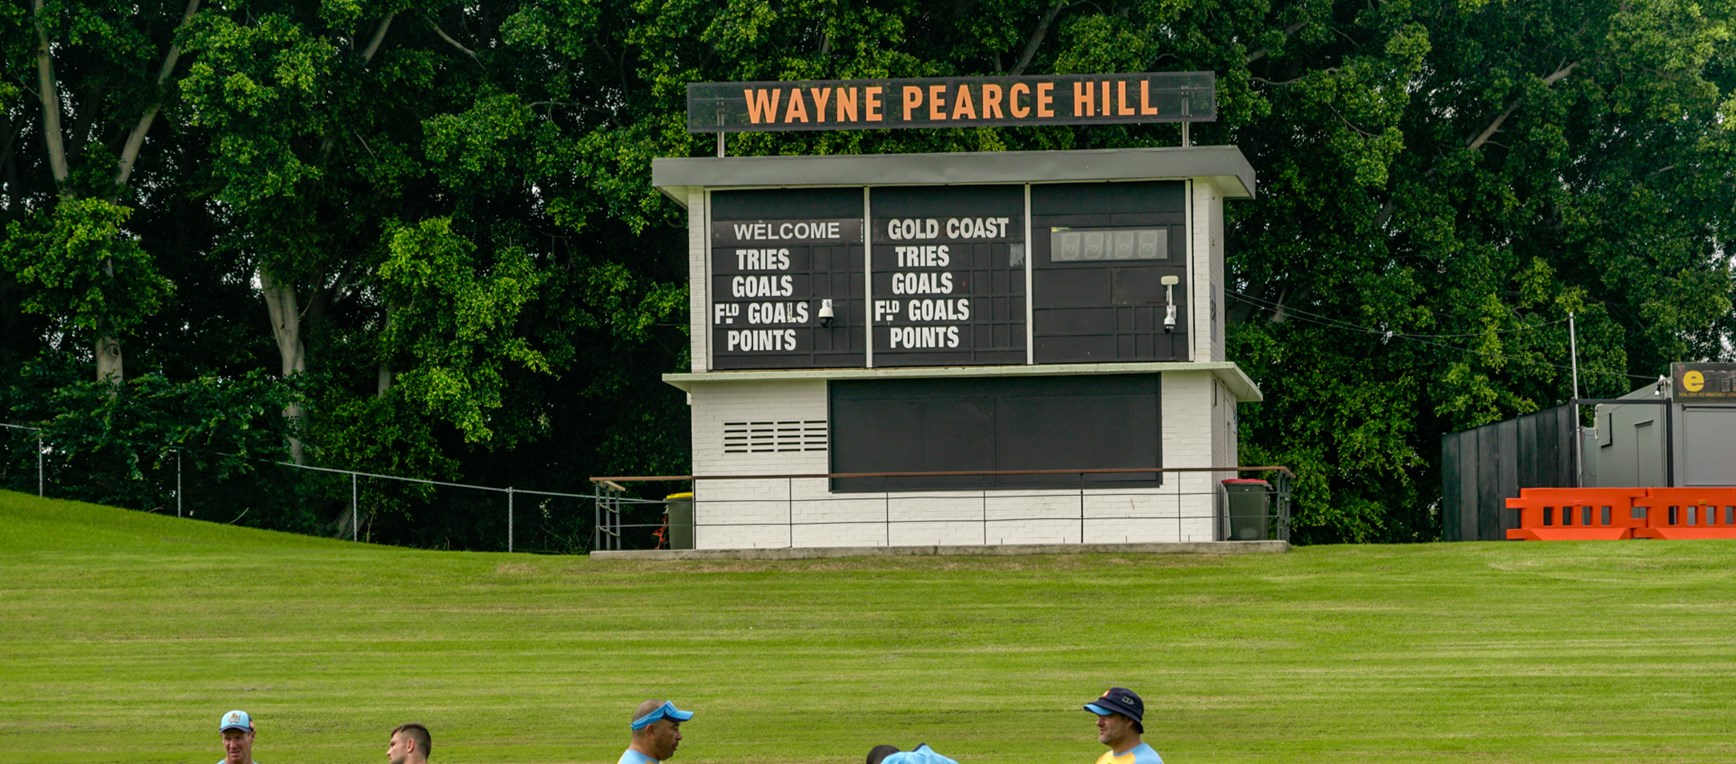 WAYNE PEARCE HILL
WELCOME
TRIES
GOALS
FLD GOALS
POINTS
GOLD COAST
TRIES
GOALS
FLD GOALS
POINTS